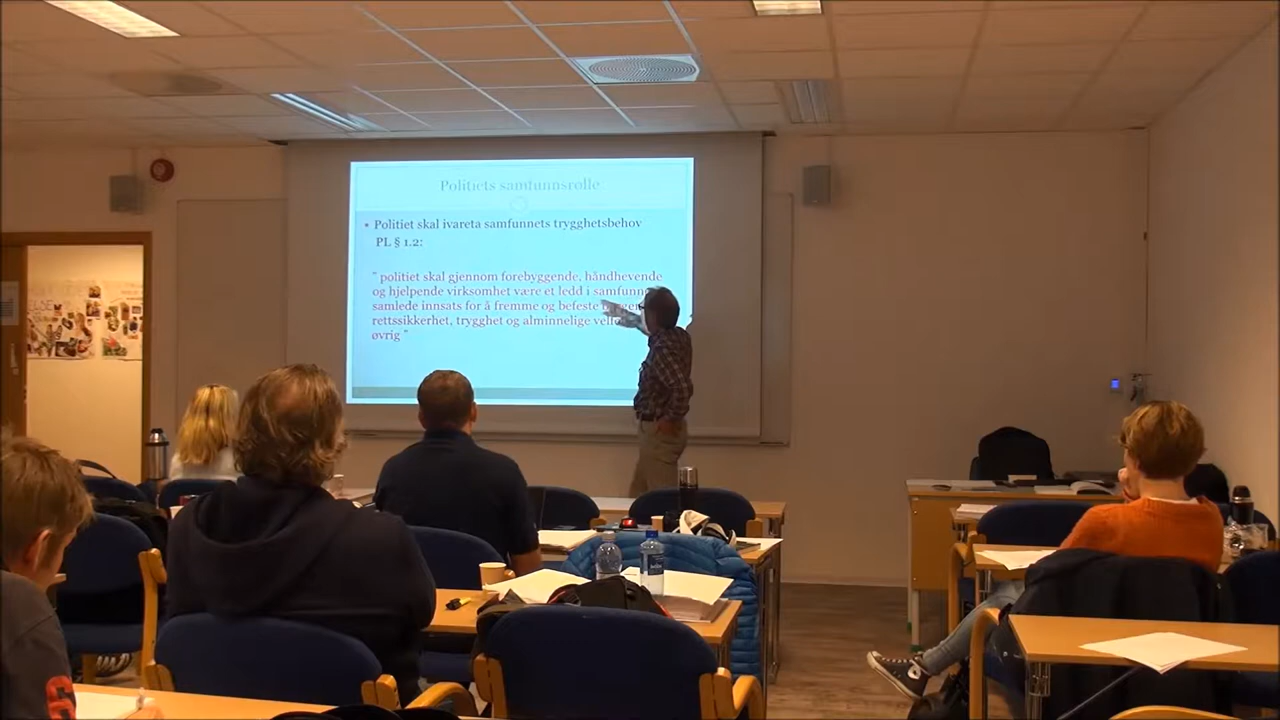 Politiets samfunnsrolle
Politiet skal ivareta samfunnets trygghetsbehov
PL § 1.2:
" politiet skal gjennom forebyggende, håndhevende
og hjelpende virksomhet være et ledd i
samlede innsats for å fremme og befeste
rettssikkerhet, trygghet og alminnelige
øvrig "